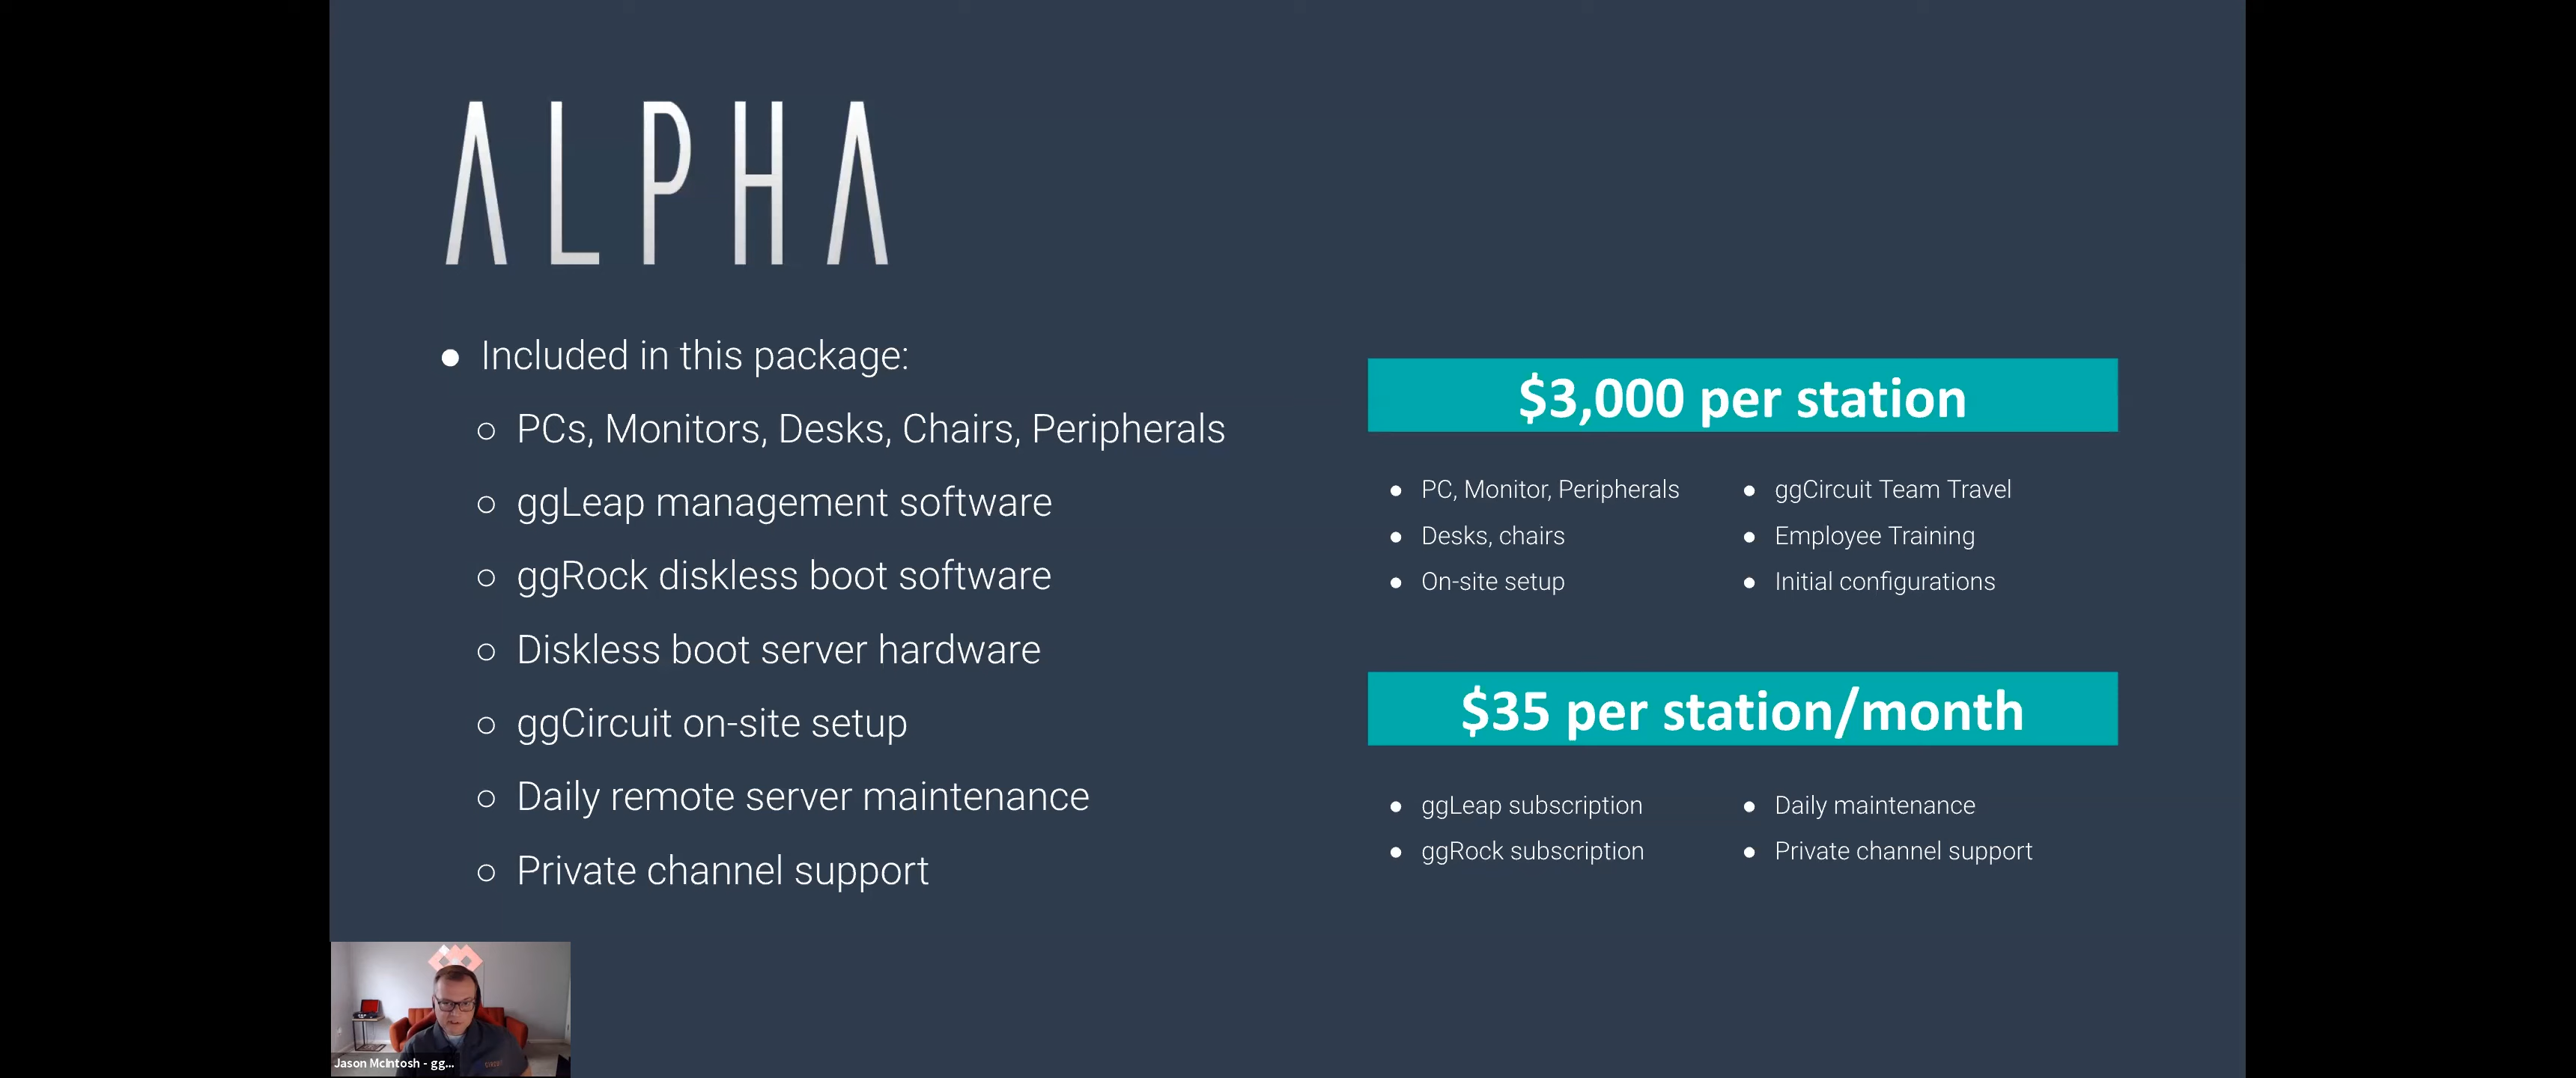 ALPHA
● Included in this package:
○ PCs, Monitors, Desks, Chairs, Peripherals
○ ggLeap management software
○ ggRock diskless boot software
○ Diskless boot server hardware
○ ggCircuit on-site setup
○ Daily remote server maintenance
○ Private channel support
$3,000 per station
● PC, Monitor, Peripherals
● Desks, chairs
● On-site setup
● ggCircuit Team Travel
● Employee Training
● Initial configurations
$35 per station/month
● ggLeap subscription
● ggRock subscription
● Daily maintenance
● Private channel support
Jason McIntosh - gg...